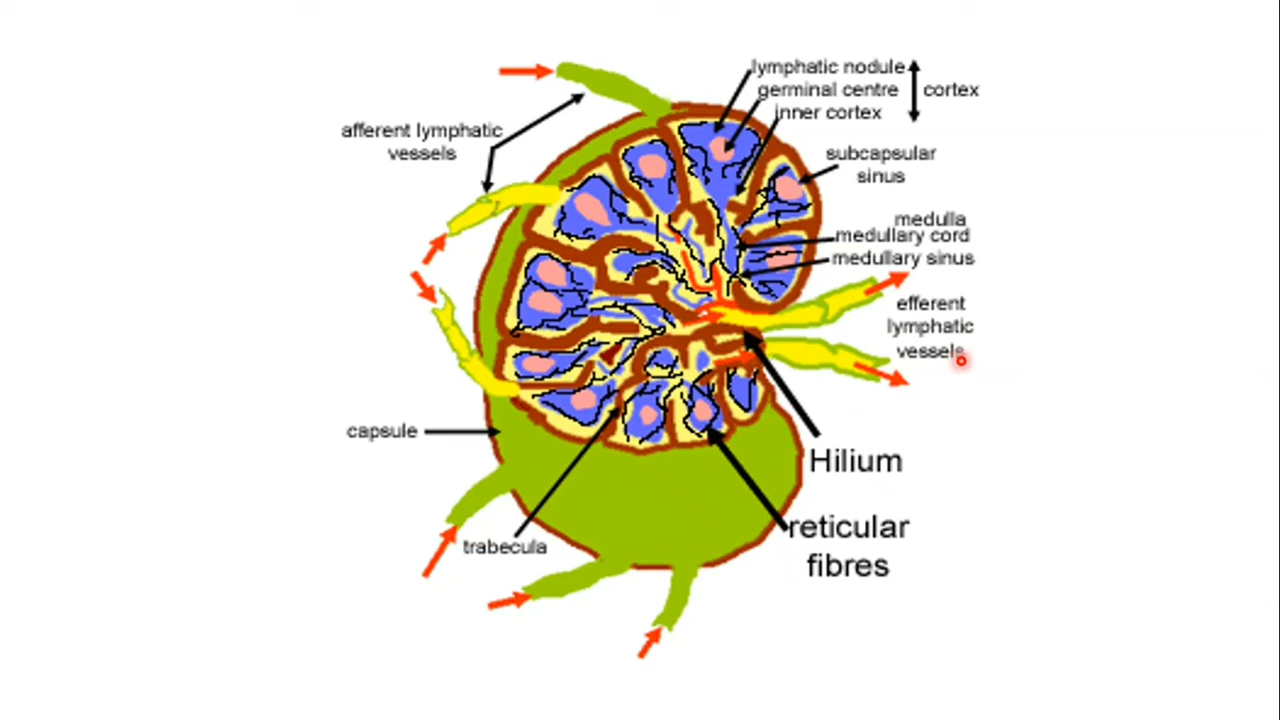 lymphatic nodule
germinal centre
inner cortex
cortex
afferent lymphatic
vessels
subcapsular
sinus
medulla
medullary cord
medullary sinus
efferent
lymphatic
vessels
capsule
Hilium
trabecula
reticular
fibres